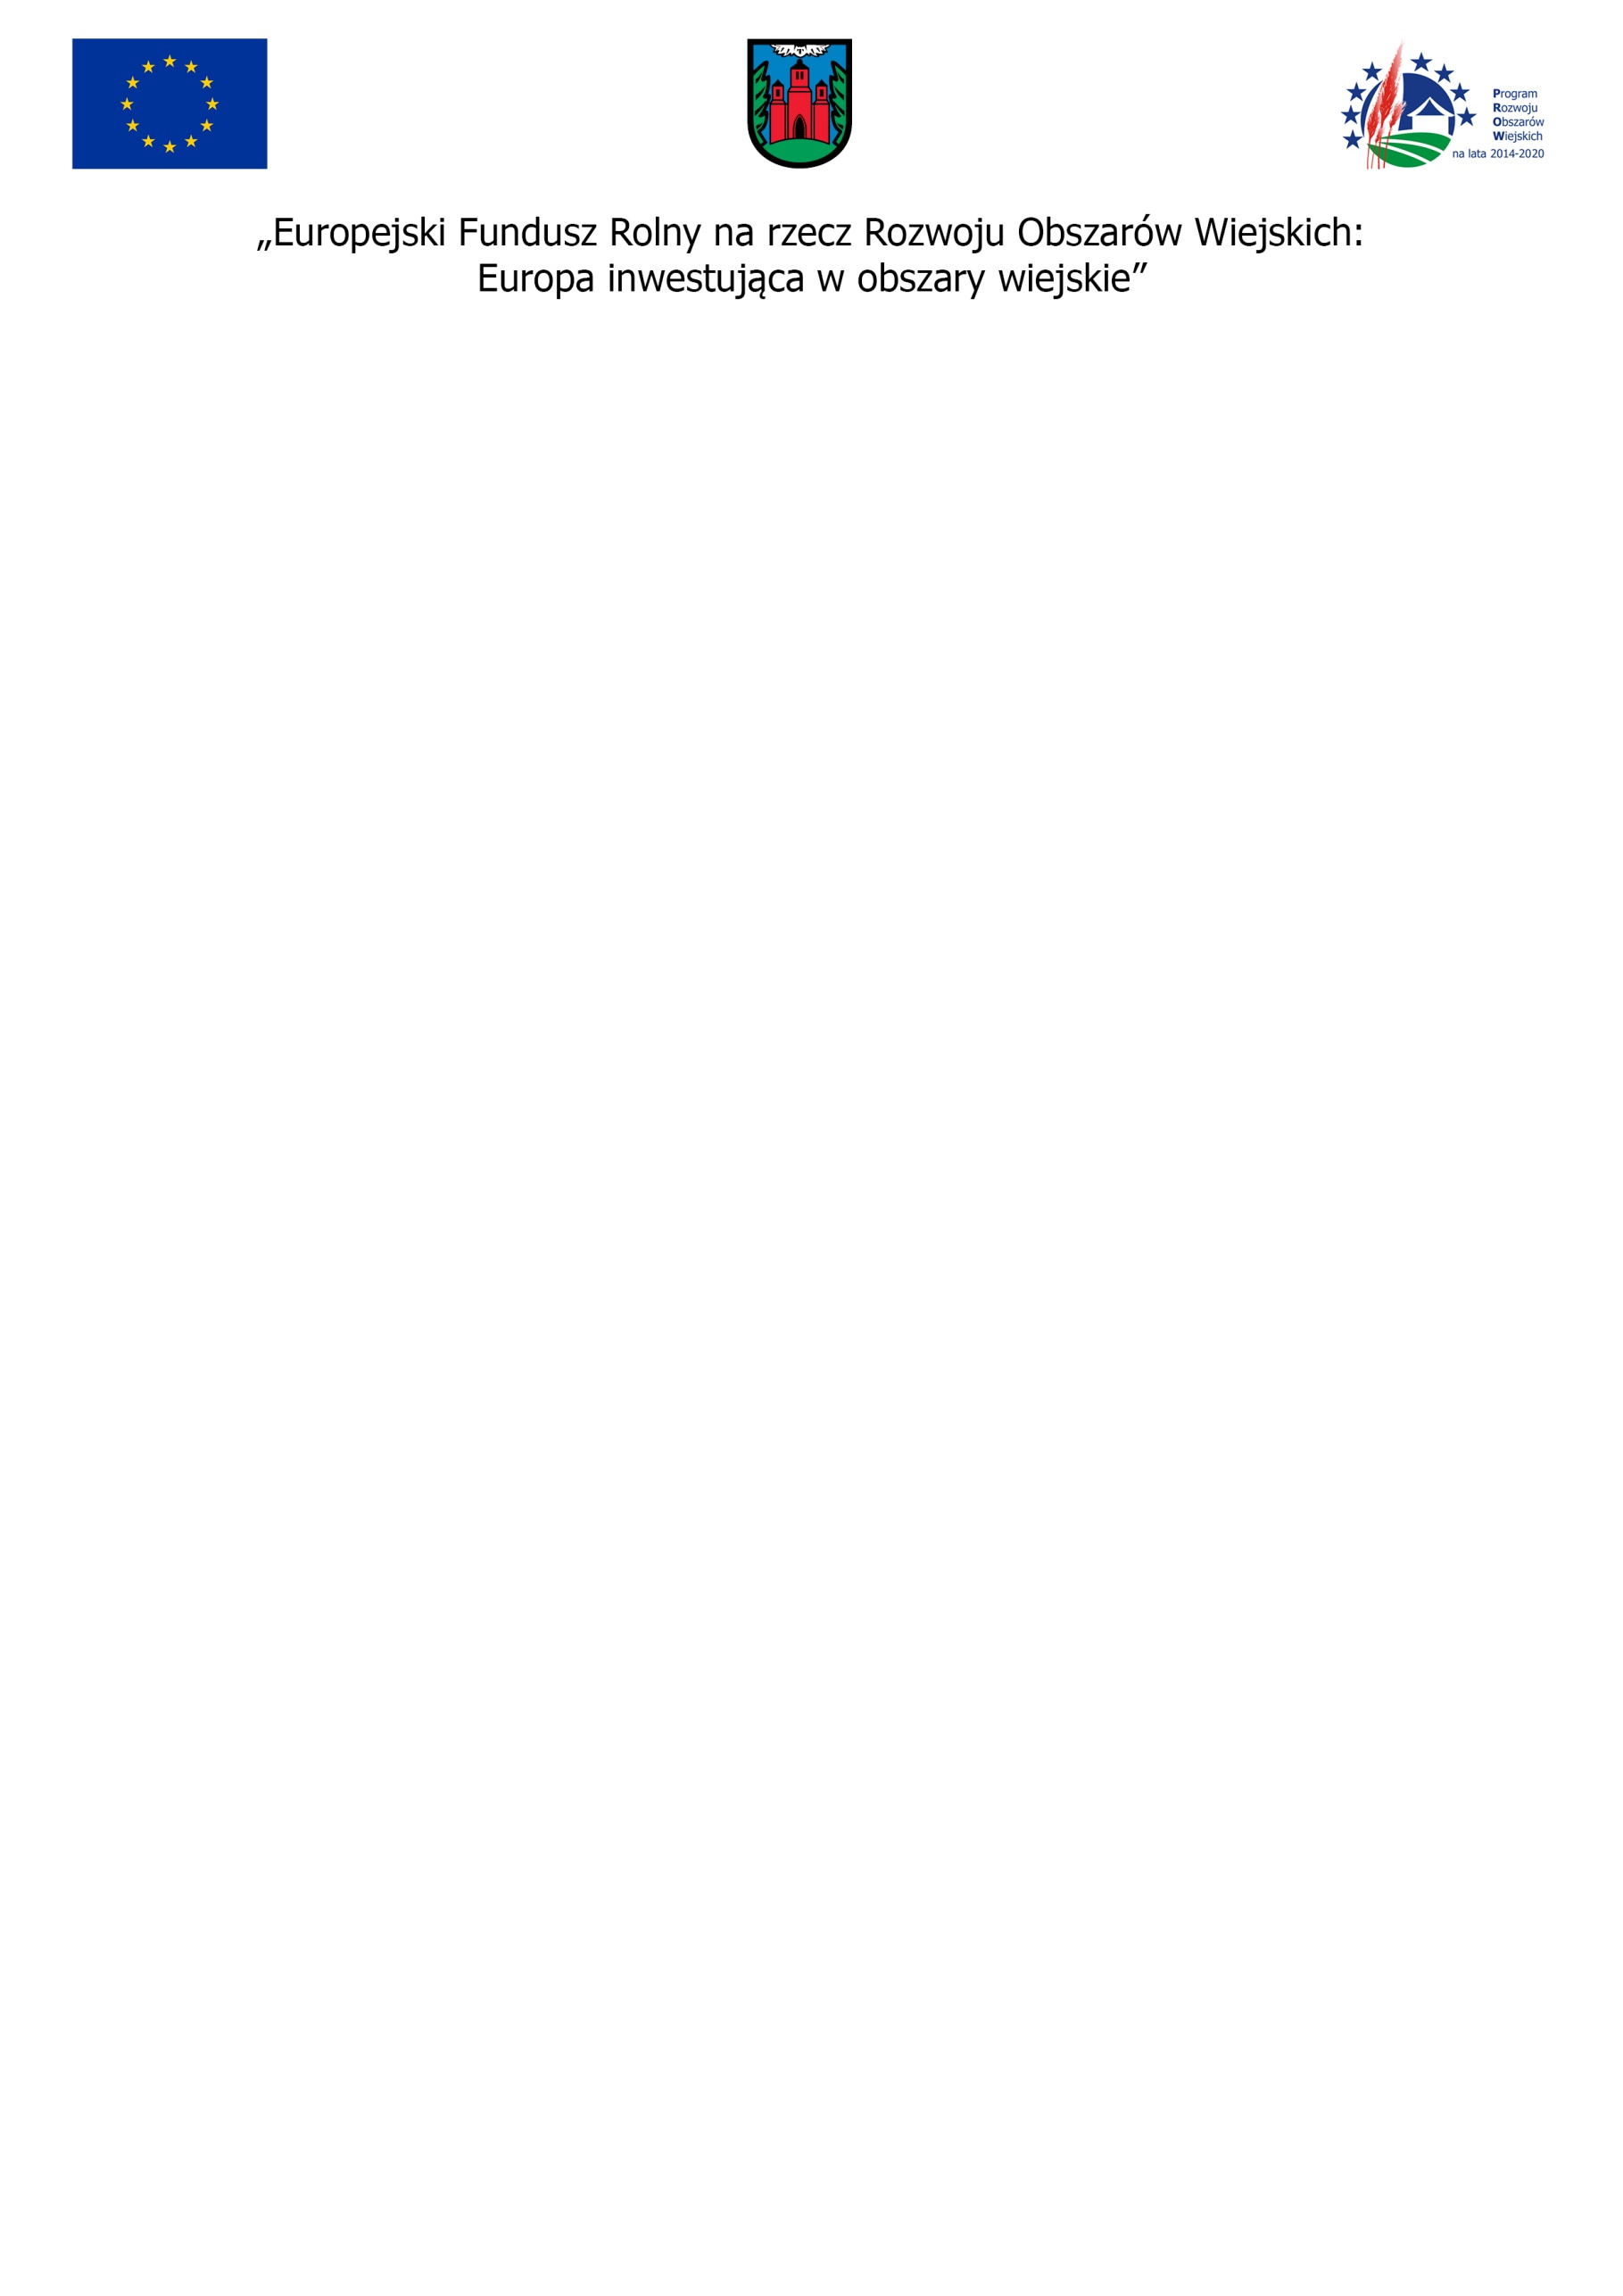 Program
Rozwoju
Obszarów
Wiejskich
na lata 2014-2020
„Europejski Fundusz Rolny na rzecz Rozwoju Obszarów Wiejskich:
Europa inwestująca w obszary wiejskie”